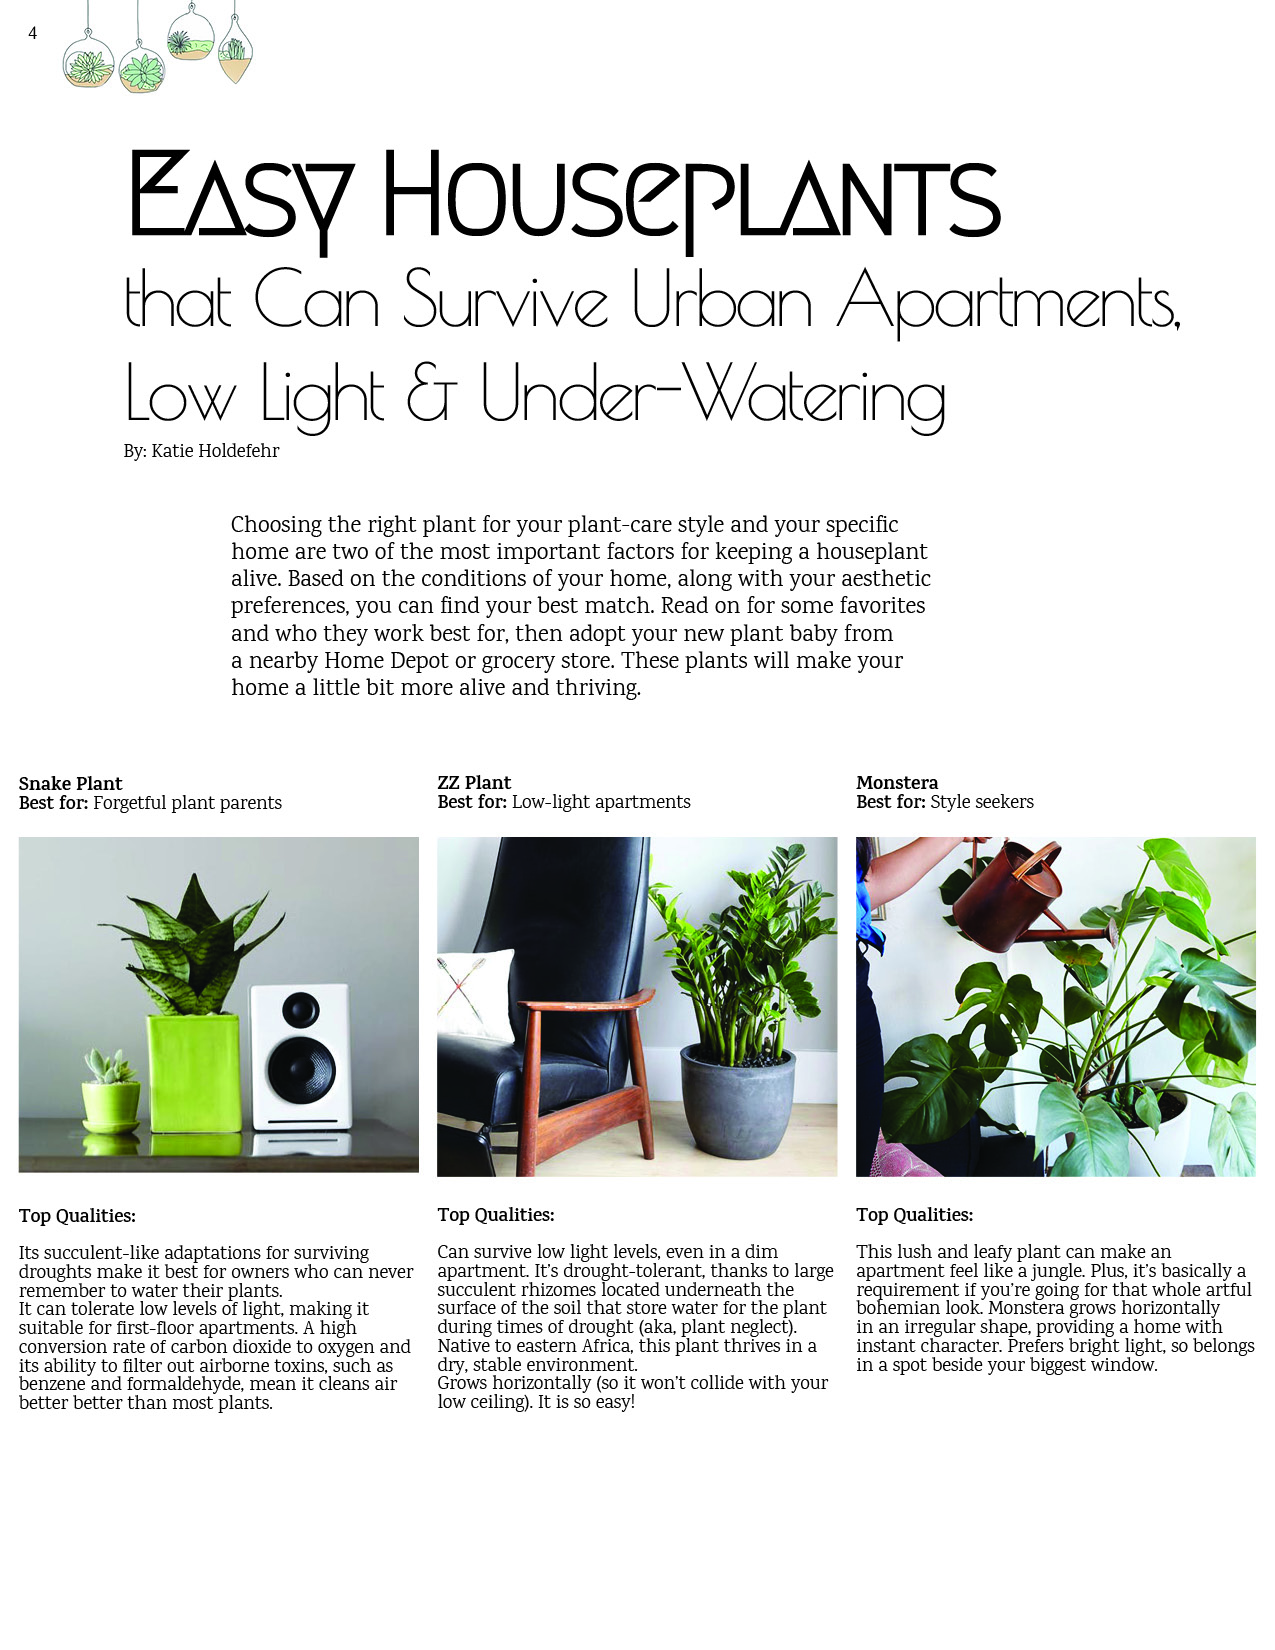 4
Easy Houseplants
that Can Survive Urban Apartments,
Low Light & Under-Watering
By: Katie Holdefehr
Choosing the right plant for your plant-care style and your specific
home are two of the most important factors for keeping a houseplant
alive. Based on the conditions of your home, along with your aesthetic
preferences, you can find your best match. Read on for some favorites
and who they work best for, then adopt your new plant baby from
a nearby Home Depot or grocery store. These plants will make your
home a little bit more alive and thriving.
Snake Plant
Best for: Forgetful plant parents
Top Qualities:
Its succulent-like adaptations for surviving
droughts make it best for owners who can never
remember to water their plants.
It can tolerate low levels of light, making it
suitable for first-floor apartments. A high
conversion rate of carbon dioxide to oxygen and
its ability to filter out airborne toxins, such as
benzene and formaldehyde, mean it cleans air
better better than most plants.
ZZ Plant
Best for: Low-light apartments
Top Qualities:
Can survive low light levels, even in a dim
apartment. It's drought-tolerant, thanks to large
succulent rhizomes located underneath the
surface of the soil that store water for the plant
during times of drought (aka, plant neglect).
Native to eastern Africa, this plant thrives in a
dry, stable environment.
Grows horizontally (so it won't collide with your
low ceiling). It is so easy!
Monstera
Best for: Style seekers
Top Qualities:
This lush and leafy plant can make an
apartment feel like a jungle. Plus, it's basically a
requirement if you're going for that whole artful
bohemian look. Monstera grows horizontally
in an irregular shape, providing a home with
instant character. Prefers bright light, so belongs
in a spot beside your biggest window.